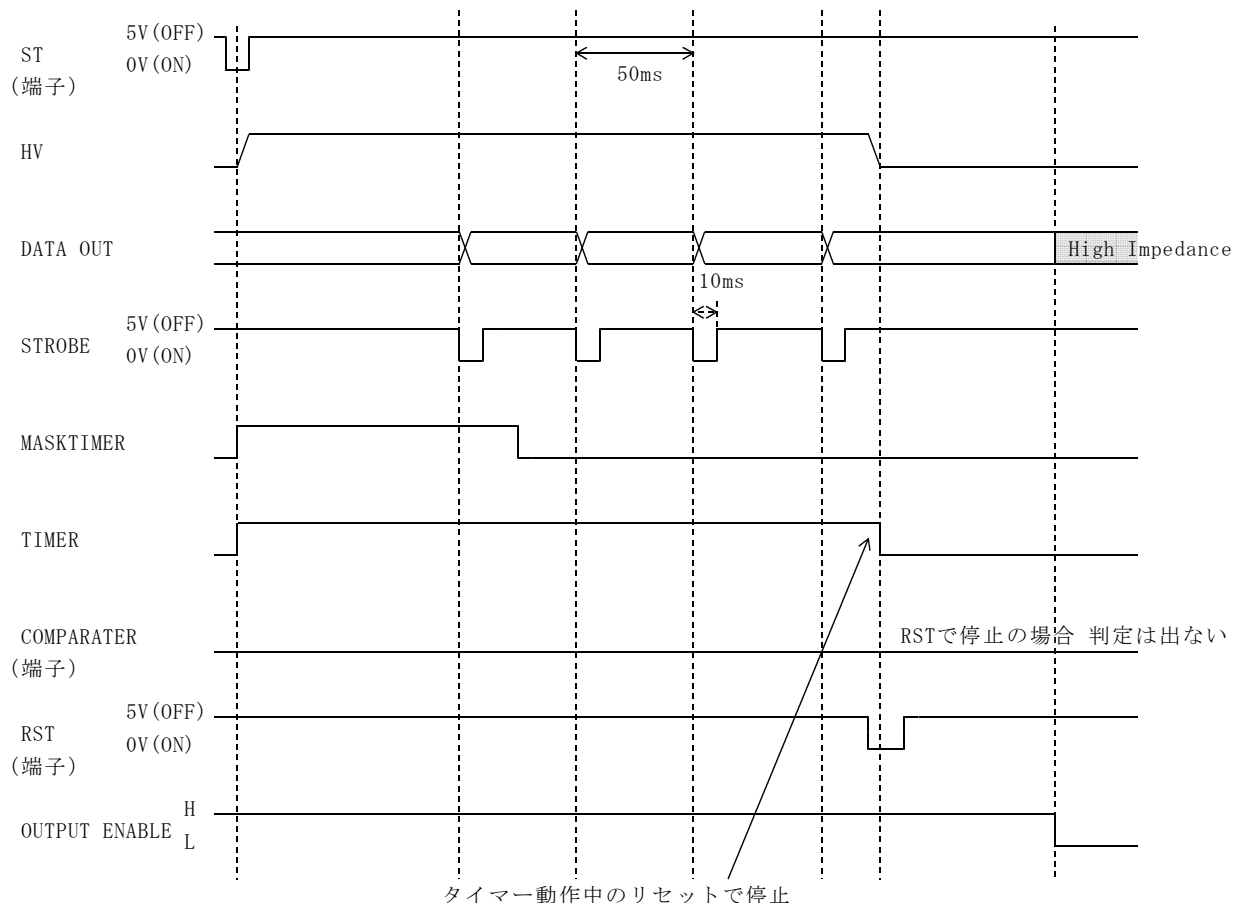 5V(OFF)
ST
0V(ON)
(端子)
50ms
HV
DATA OUT
High Impedance
10ms
5V(OFF)
STROBE
0V(ON)
MASKTIMER
TIMER
COMPARATER
(端子)
RSTで停止の場合 判定は出ない
5V(OFF)
RST
0V(ON)
(端子)
H
OUTPUT ENABLE
L
タイマー動作中のリセットで停止